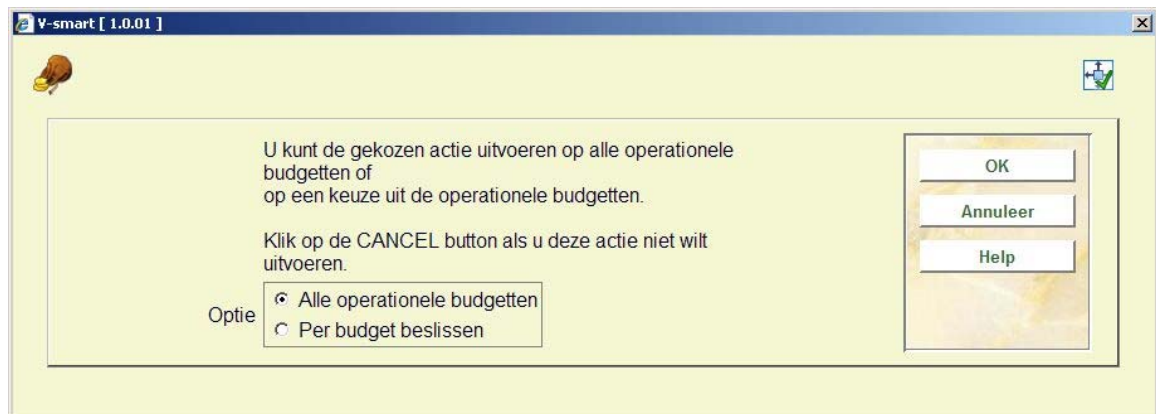 V-smart [ 1.0.01 ]
U kunt de gekozen actie uitvoeren op alle operationele
budgetten of
op een keuze uit de operationele budgetten.
Klik op de CANCEL button als u deze actie niet wilt
uitvoeren.
Optie
Alle operationele budgetten
Per budget beslissen
OK
Annuleer
Help